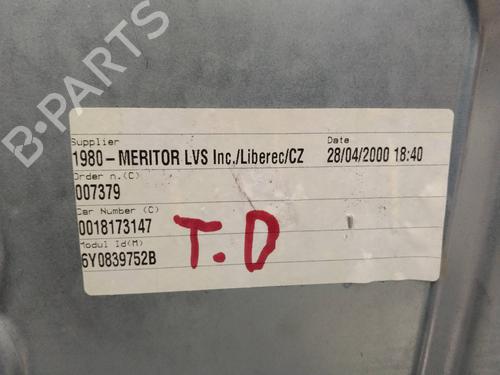 B-PARTS
Supplier Date
1980-MERITOR LVS Inc./Liberec/CZ 28/04/2000 18:40
Order n.(C)
007379
Car Number (C)
0018173147
Modul Id(M)
6Y0839752B
T.D